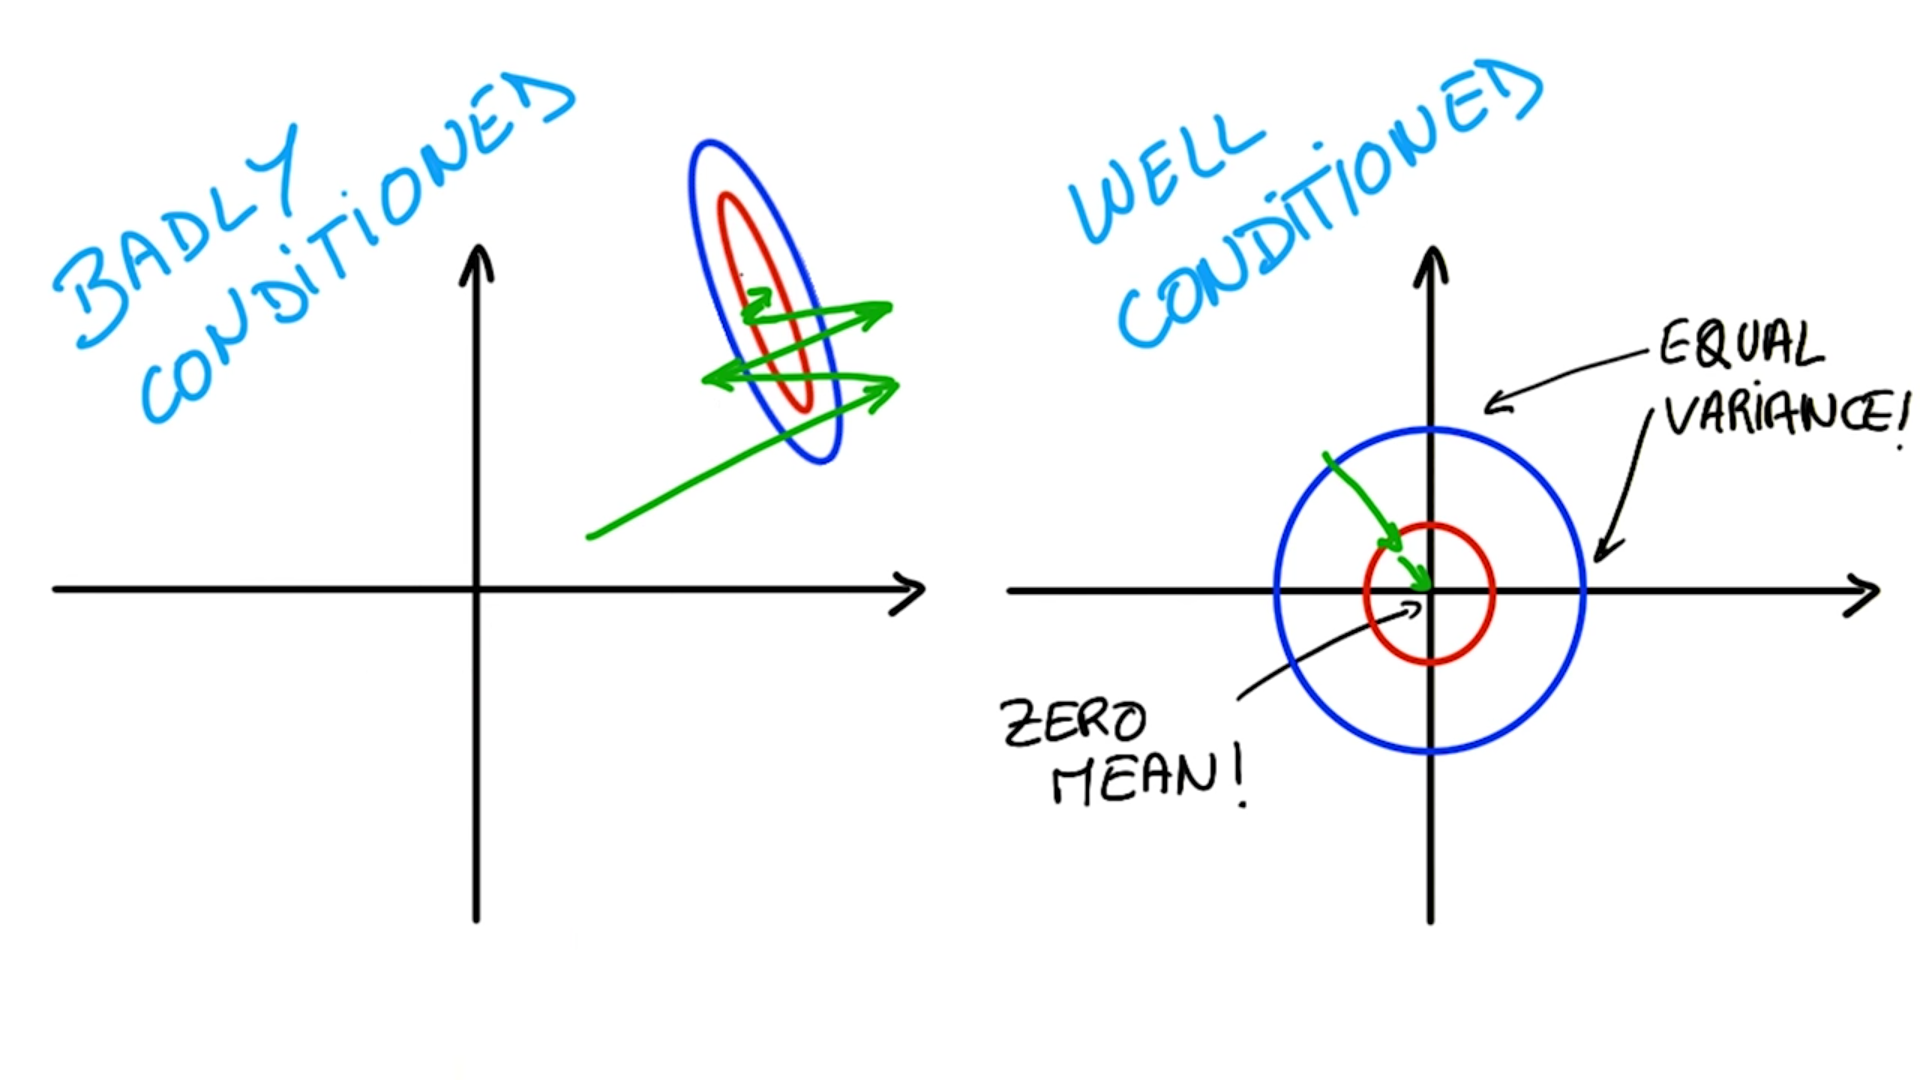 BADLY
CONDITIONED
WELL
CONDITIONED
EQUAL
VARIANCE!
ZERO
MEAN!